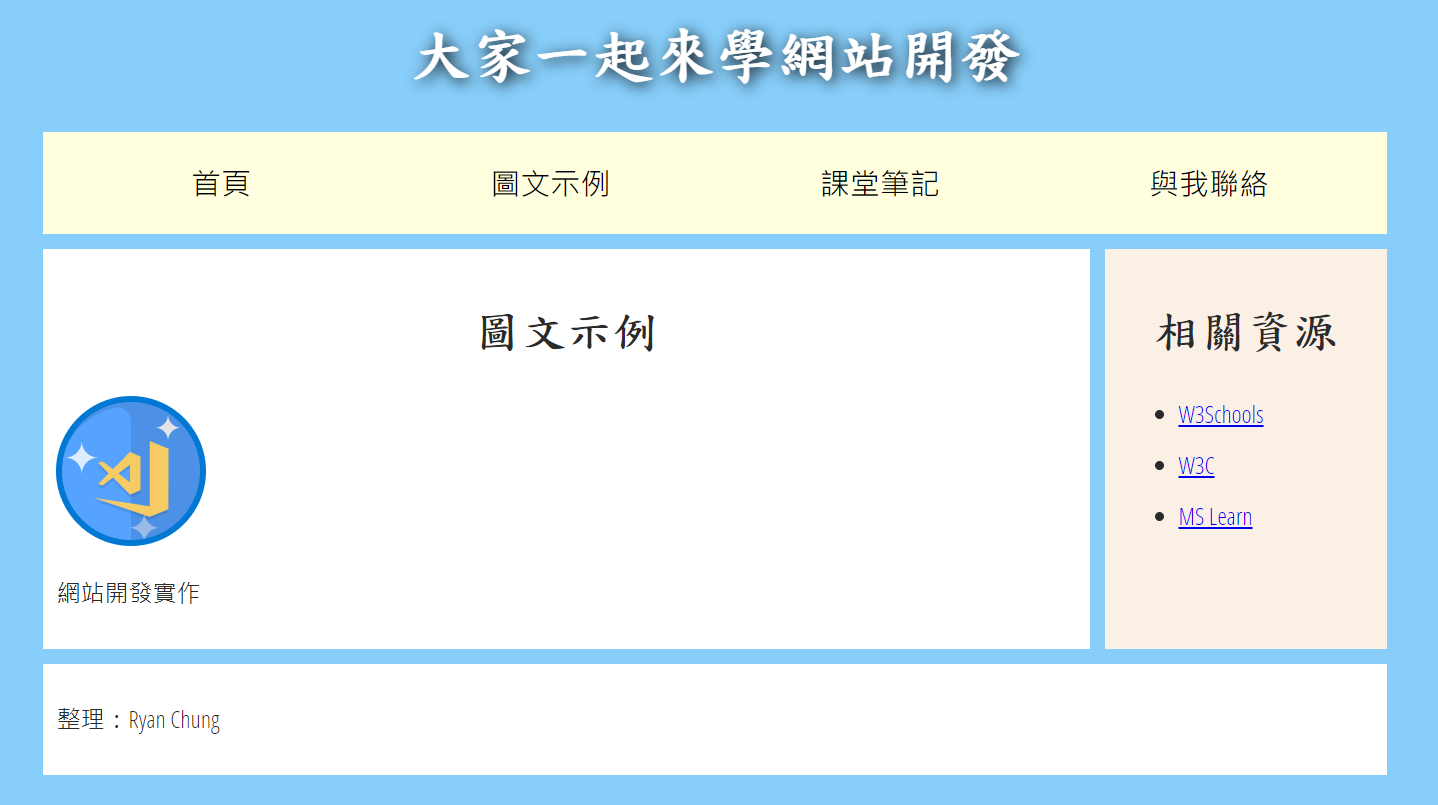 大家一起來學網站開發
首頁 圖文示例 課堂筆記 與我聯絡
圖文示例
網站開發實作
相關資源
W3Schools
W3C
MS Learn
整理：Ryan Chung